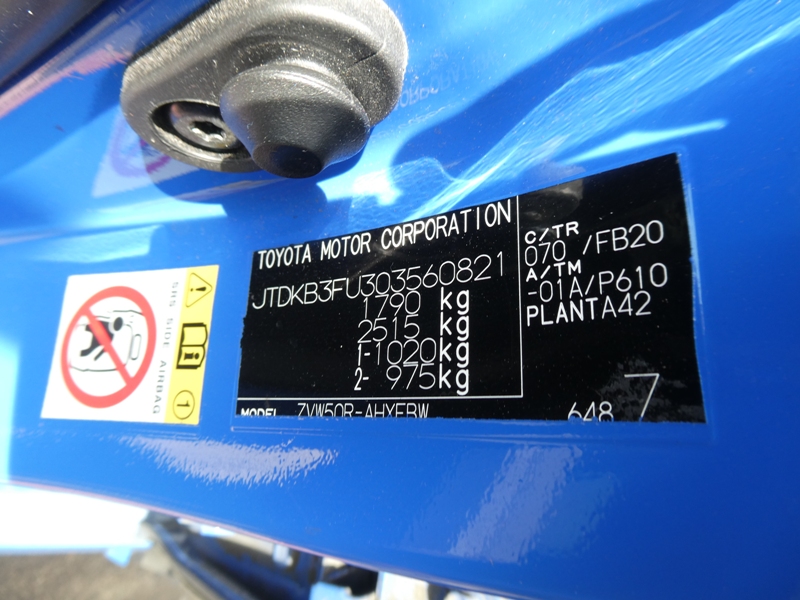 TOYOTA MOTOR CORPORATION
JTDKB3FU303560821
1790 kg
2515 kg
1-1020kg
2- 975kg
MODEL ZVW50R-AHXEBW
C/TR
070 /FB20
A/TM
-01A/P610
PLANTA42
648 7
SRS SIDE AIRBAG
1